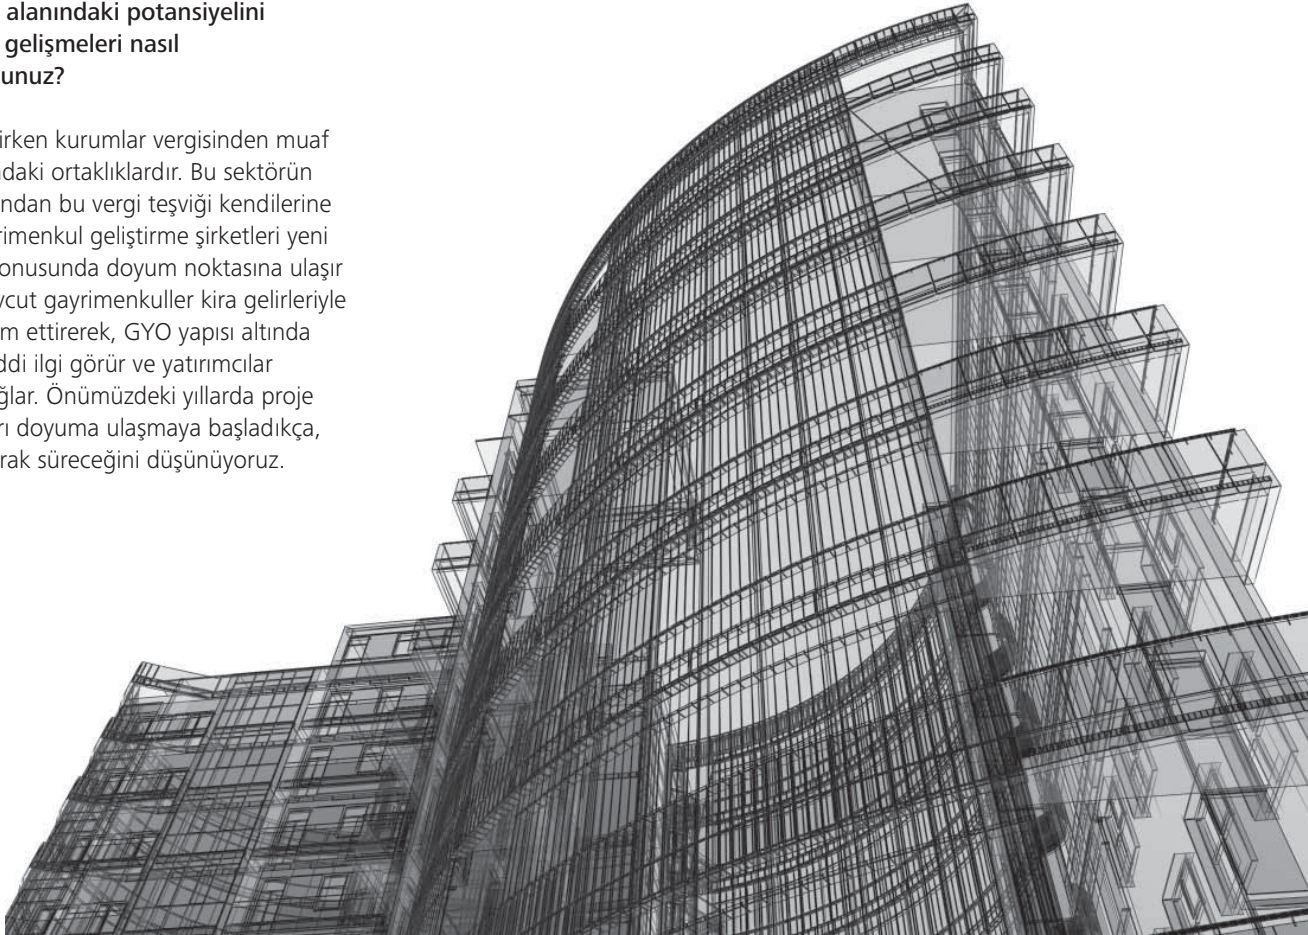 alanındaki potansiyelini
gelişmeleri nasıl
unuz?
irken kurumlar vergisinden muaf
ndaki ortaklıklardır. Bu sektörün
ından bu vergi teşviği kendilerine
rimenkul geliştirme şirketleri yeni
onusunda doyum noktasına ulaşır
vcut gayrimenkuller kira gelirleriyle
m ettirerek, GYO yapısı altında
ddi ilgi görür ve yatırımcılar
ğlar. Önümüzdeki yıllarda proje
rı doyuma ulaşmaya başladıkça,
rak süreceğini düşünüyoruz.